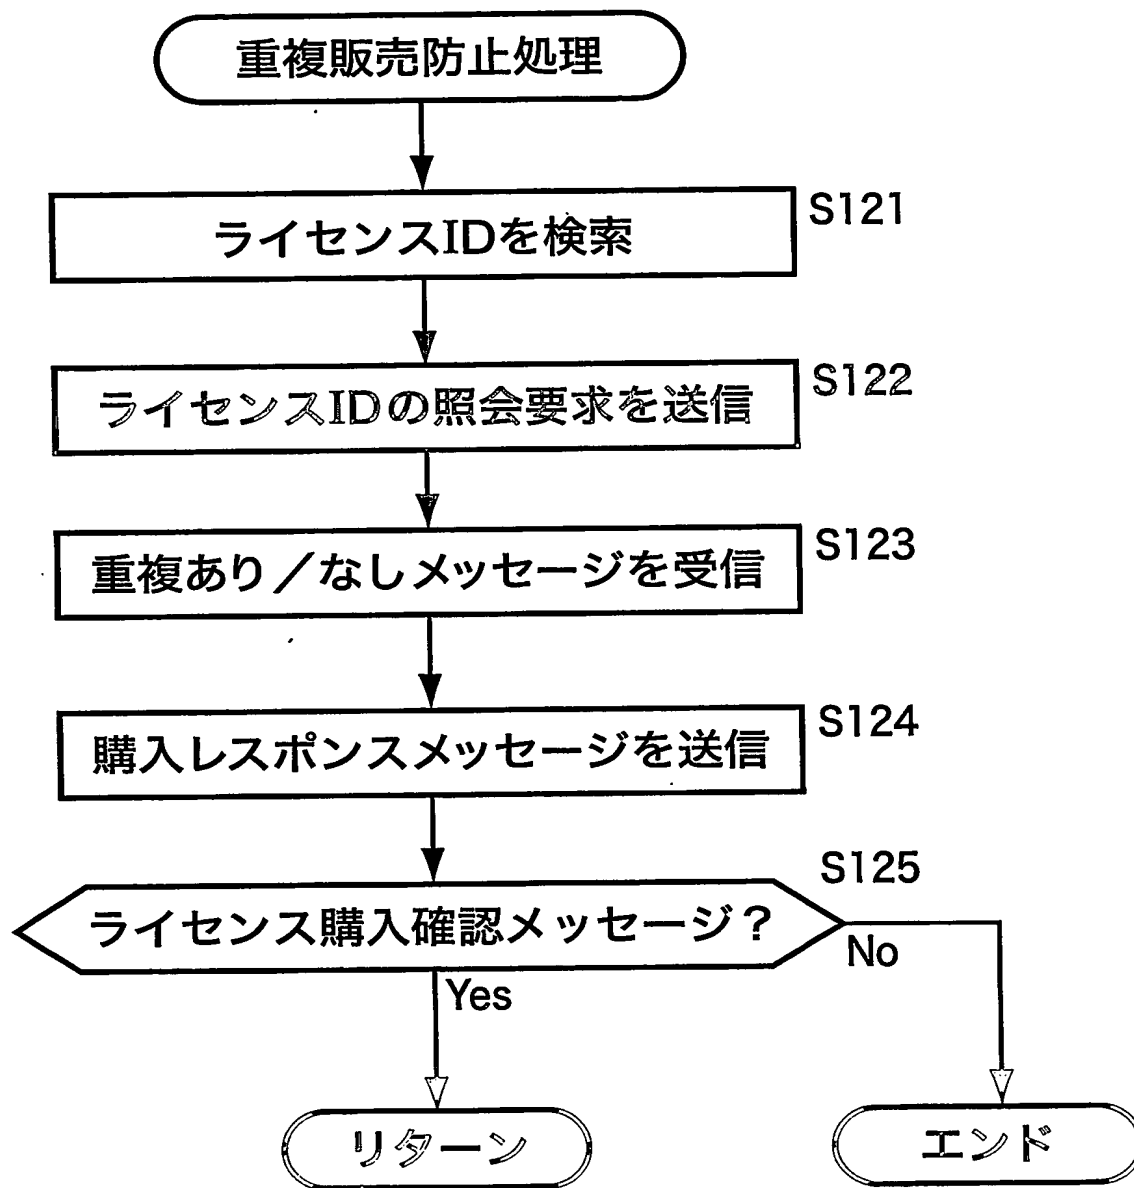 重複販売防止処理
ライセンスIDを検索
S121
ライセンスIDの照会要求を送信
S122
重複あり／なしメッセージを受信
S123
購入レスポンスメッセージを送信
S124
ライセンス購入確認メッセージ？
S125
No
Yes
リターン
エンド